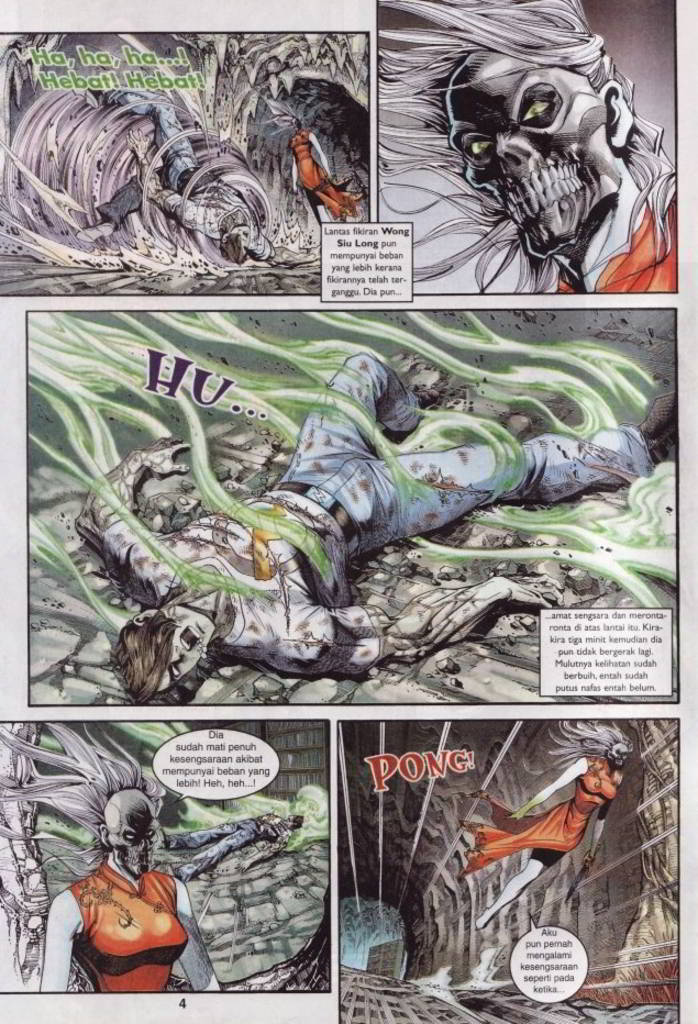 Ha, ha, ha...!
Hebat! Hebat!
Lantas fikiran Wong
Siu Long pun
mempunyai beban
yang lebih kerana
fikirannya telah ter-
ganggu. Dia pun...
HU...
...amat sengsara dan meronta-
ronta di atas lantai itu. Kira-
kira tiga minit kemudian dia
pun tidak bergerak lagi.
Mulutnya kelihatan sudah
berbuih, entah sudah
putus nafas entah belum.
Dia
sudah mati penuh
kesengsaraan akibat
mempunyai beban yang
lebih! Heh, heh...!
PONG!
Aku
pun pernah
mengalami
kesengsaraan
seperti pada
ketika...
4